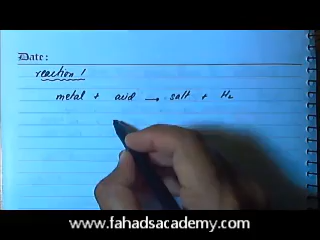 Date:
reaction 1
metal + acid → salt + H₂
www.fahadsacademy.com